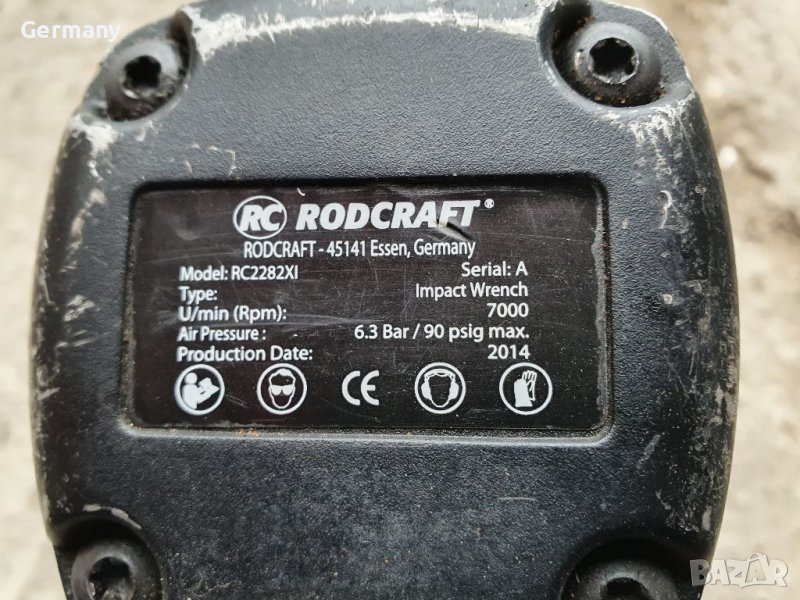 Germany
RC RODCRAFT®
RODCRAFT - 45141 Essen, Germany
Model: RC2282XI Serial: A
Type: Impact Wrench
U/min (Rpm): 7000
Air Pressure : 6.3 Bar / 90 psig max.
Production Date: 2014
CE
BAZAR